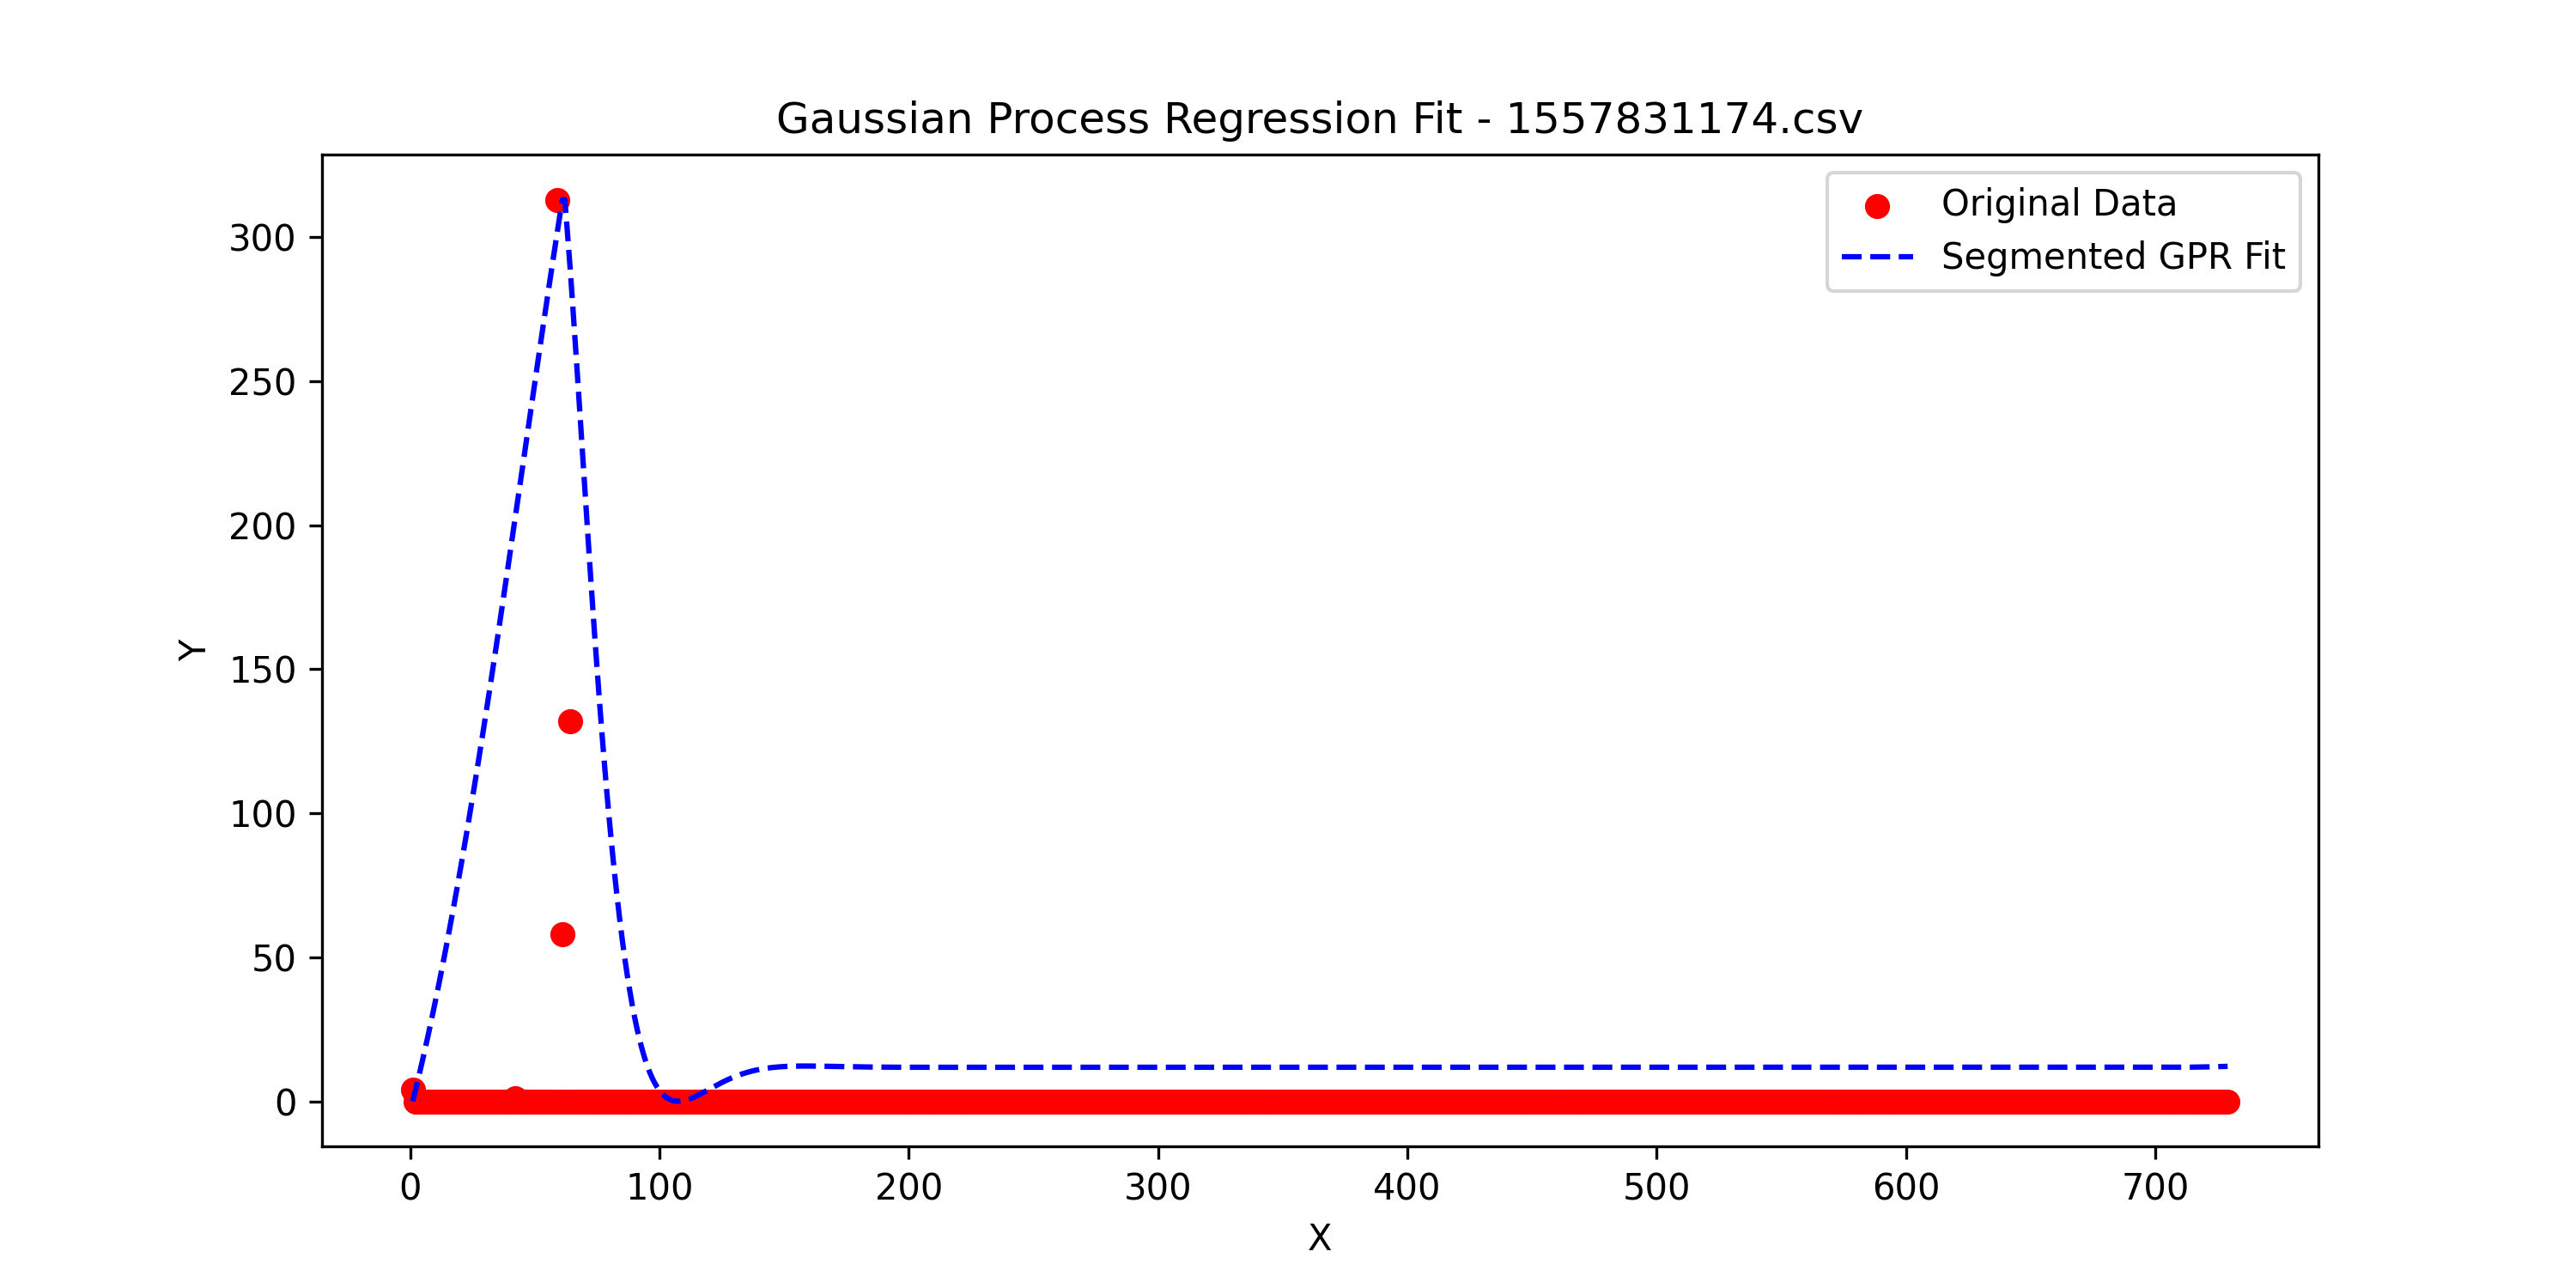 Gaussian Process Regression Fit - 1557831174.csv
Original Data
Segmented GPR Fit
300
250
200
150
100
50
0
Y
0 100 200 300 400 500 600 700
X